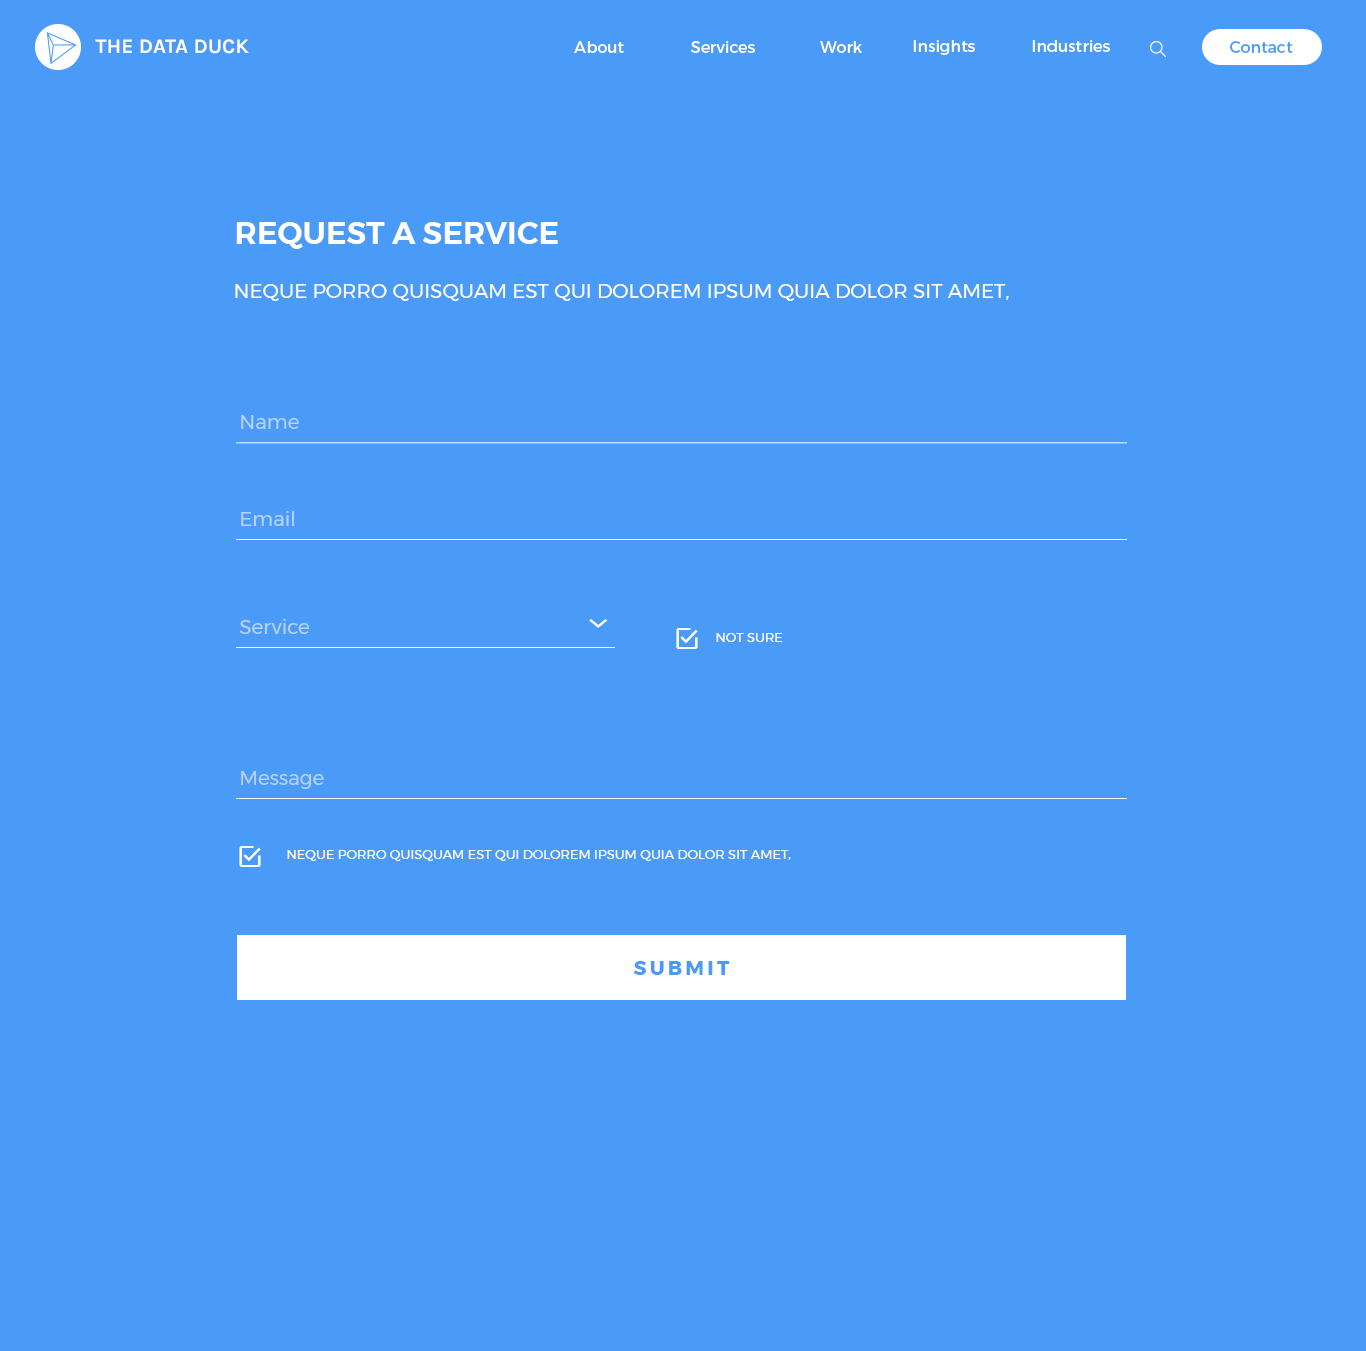 THE DATA DUCK
About Services Work Insights Industries Contact
REQUEST A SERVICE
NEQUE PORRO QUISQUAM EST QUI DOLOREM IPSUM QUIA DOLOR SIT AMET,
Name
Email
Service
NOT SURE
Message
NEQUE PORRO QUISQUAM EST QUI DOLOREM IPSUM QUIA DOLOR SIT AMET,
SUBMIT